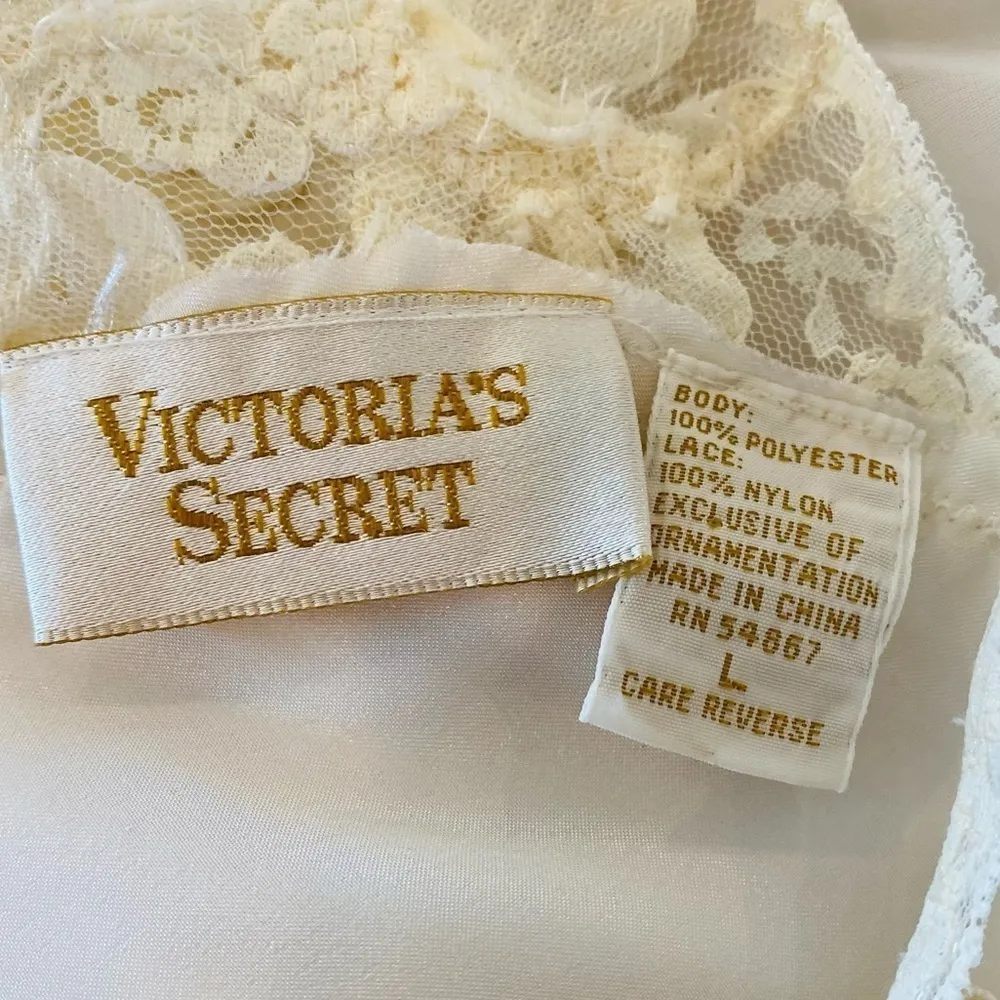 VICTORIA'S
SECRET
BODY:
100% POLYESTER
LACE:
100% NYLON
EXCLUSIVE OF
ORNAMENTATION
MADE IN CHINA
RN 54867
L
CARE REVERSE